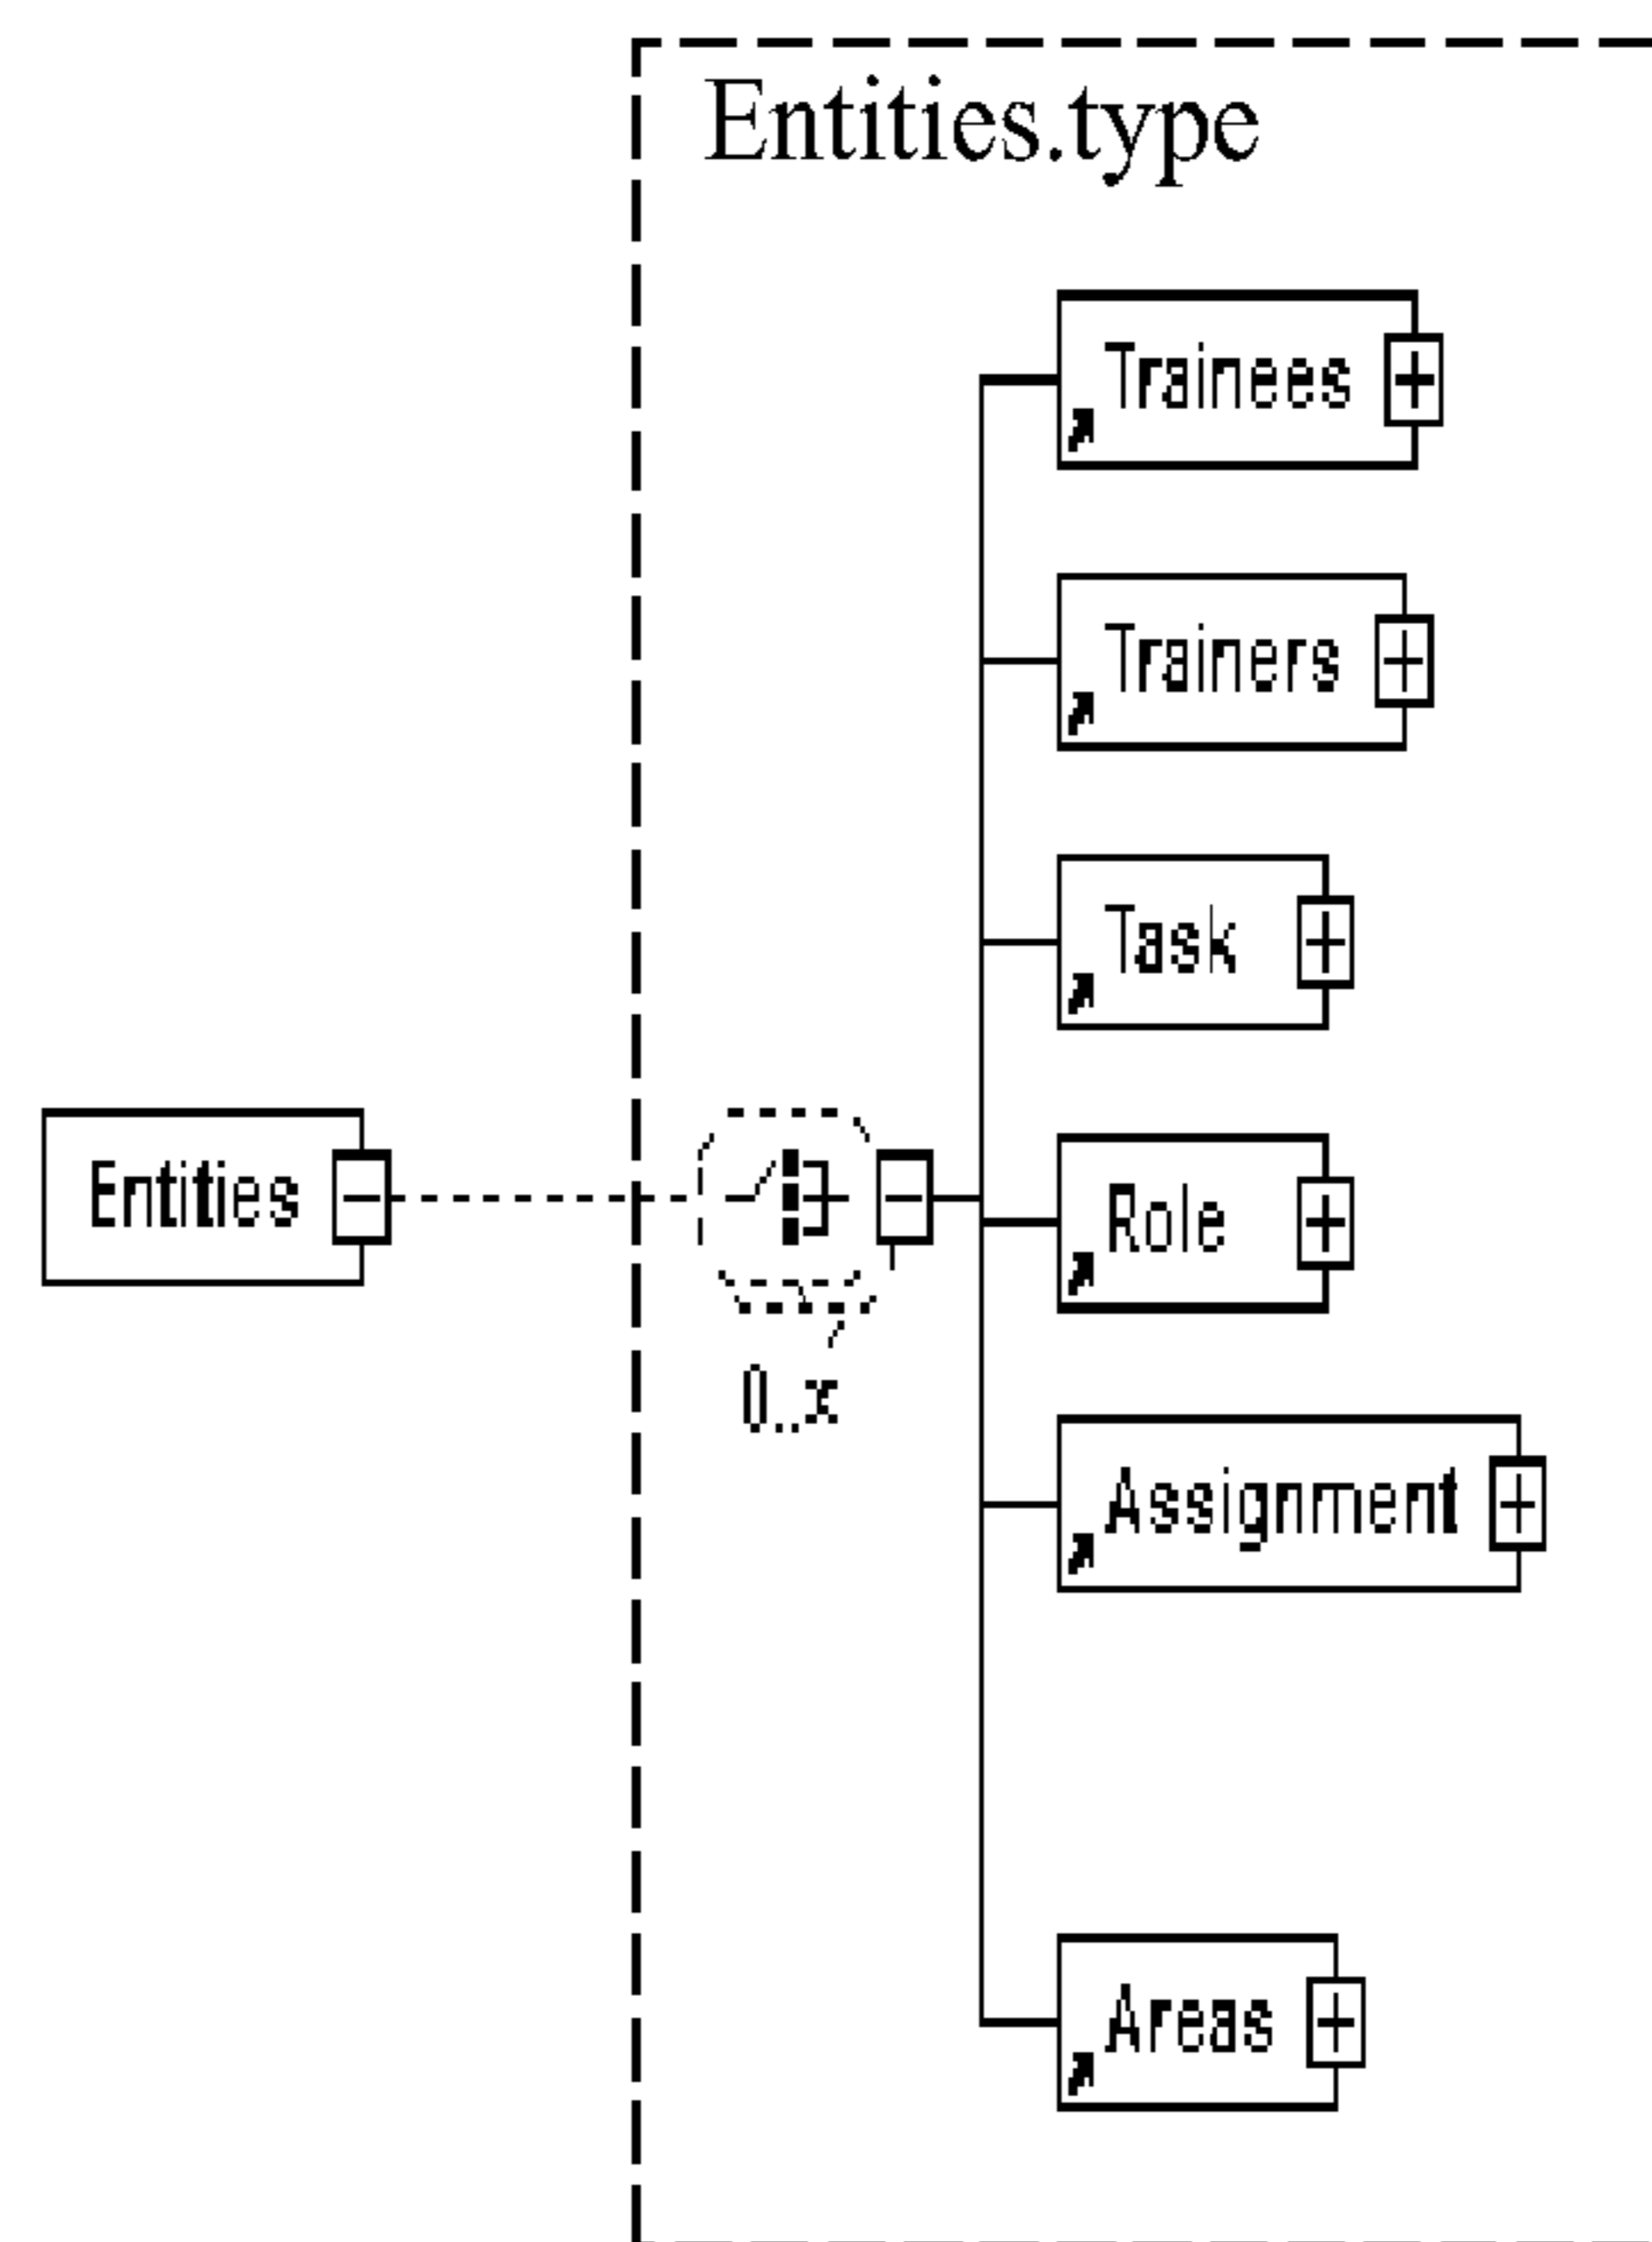 Entities.type
Trainees
Trainers
Task
Entities
Role
0..x
Assignment
Areas